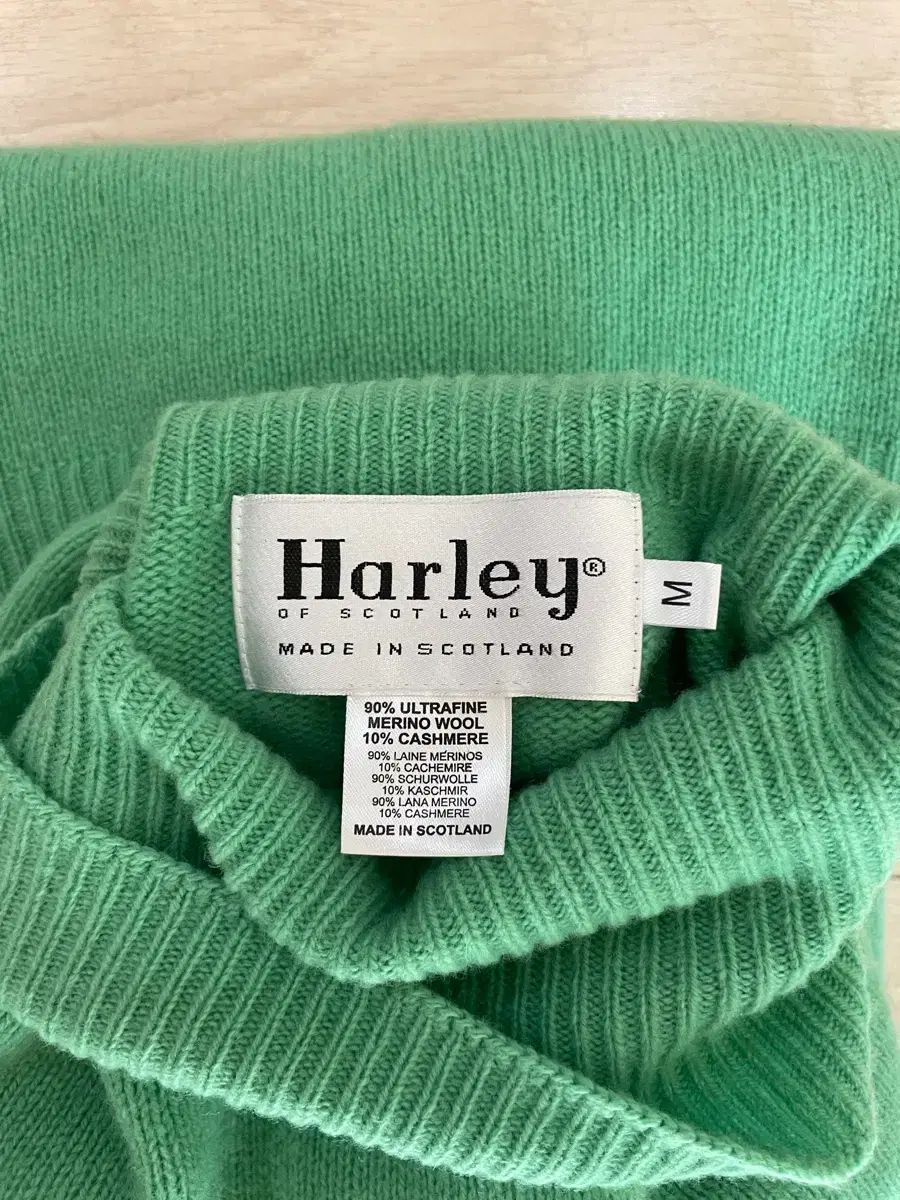 Harley®
OF SCOTLAND
MADE IN SCOTLAND
M
90% ULTRAFINE
MERINO WOOL
10% CASHMERE
90% LAINE MÉRINOS
10% CACHEMIRE
90% SCHURWOLLE
10% KASCHMIR
90% LANA MERINO
10% CASHMERE
MADE IN SCOTLAND